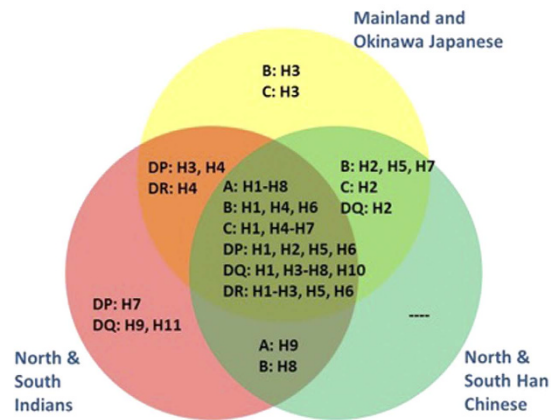 Mainland and
Okinawa Japanese
B: H3
C: H3
DP: H3, H4
DR: H4
B: H2, H5, H7
C: H2
DQ: H2
A: H1-H8
B: H1, H4, H6
C: H1, H4-H7
DP: H1, H2, H5, H6
DQ: H1, H3-H8, H10
DR: H1-H3, H5, H6
DP: H7
DQ: H9, H11
----
A: H9
B: H8
North &
South
Indians
North &
South Han
Chinese